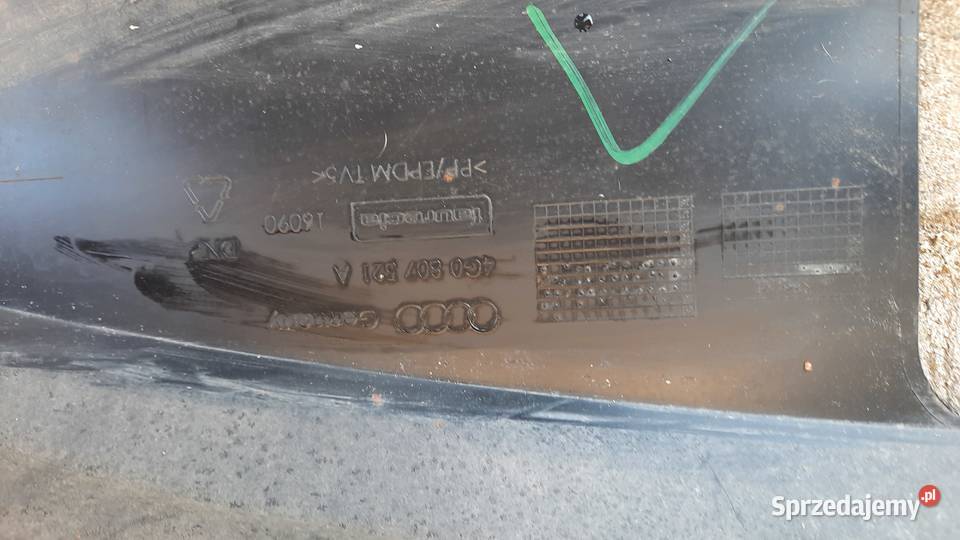 Germany
4G0 807 521 A
16090
>PP/EPDM TV5<
Sprzedajemy.pl